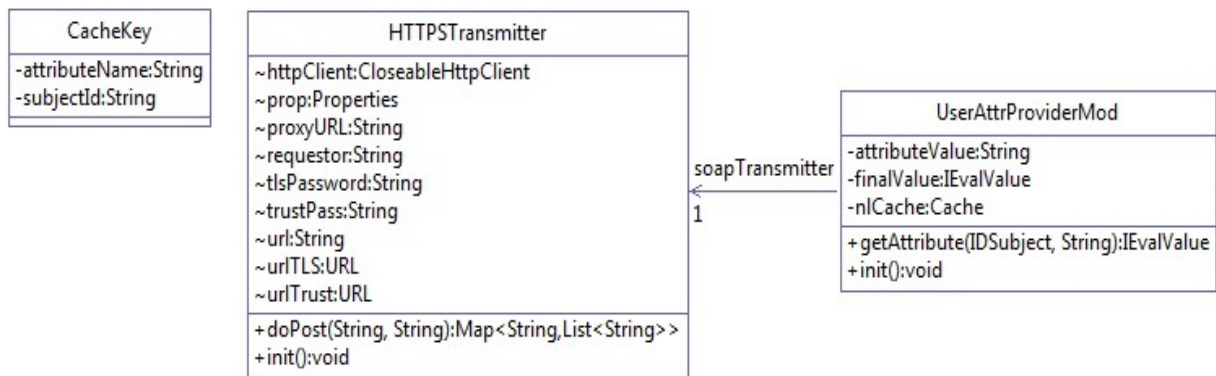 CacheKey
-attributeName:String
-subjectId:String
HTTPSTransmitter
~httpClient:CloseableHttpClient
~prop:Properties
~proxyURL:String
~requestor:String
~tlsPassword:String
~trustPass:String
~url:String
~urlTLS:URL
~urlTrust:URL
+doPost(String, String):Map<String,List<String>>
+init():void
soapTransmitter
1
UserAttrProviderMod
-attributeValue:String
-finalValue:IEvalValue
-nlCache:Cache
+getAttribute(IDSubject, String):IEvalValue
+init():void